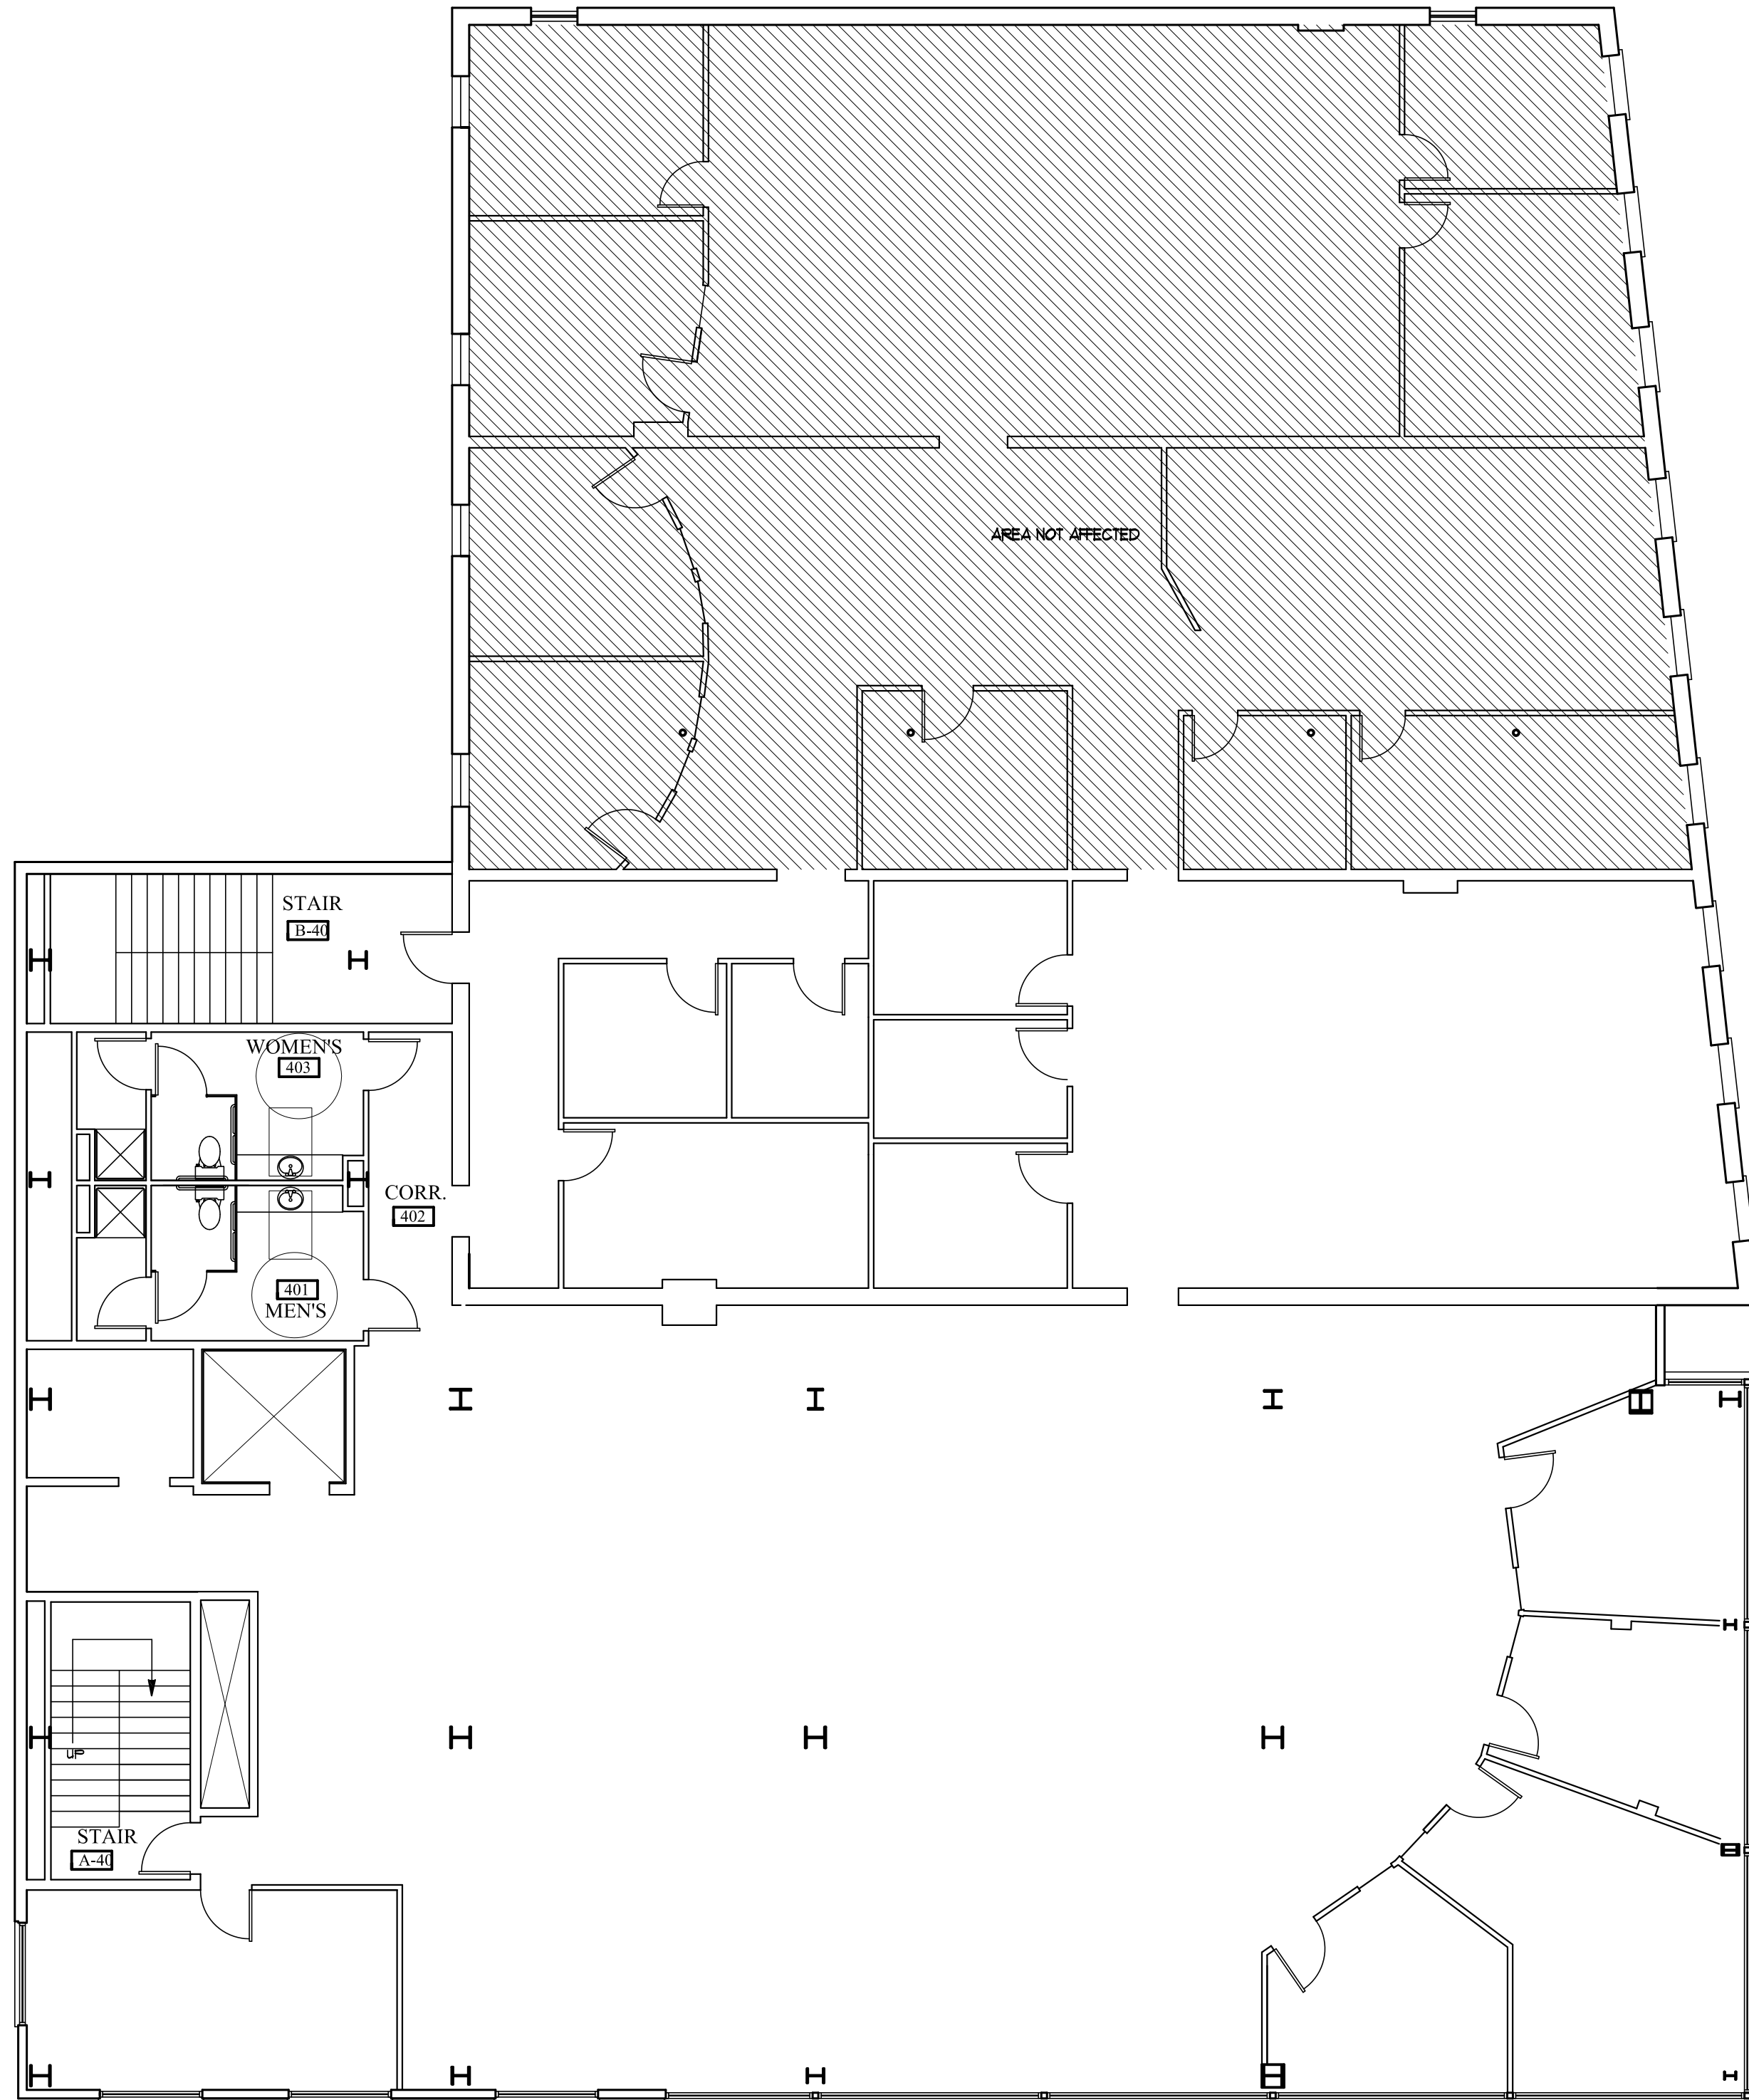 AREA NOT AFFECTED
STAIR
B-40
WOMEN'S
403
CORR.
402
401
MEN'S
UP
STAIR
A-40